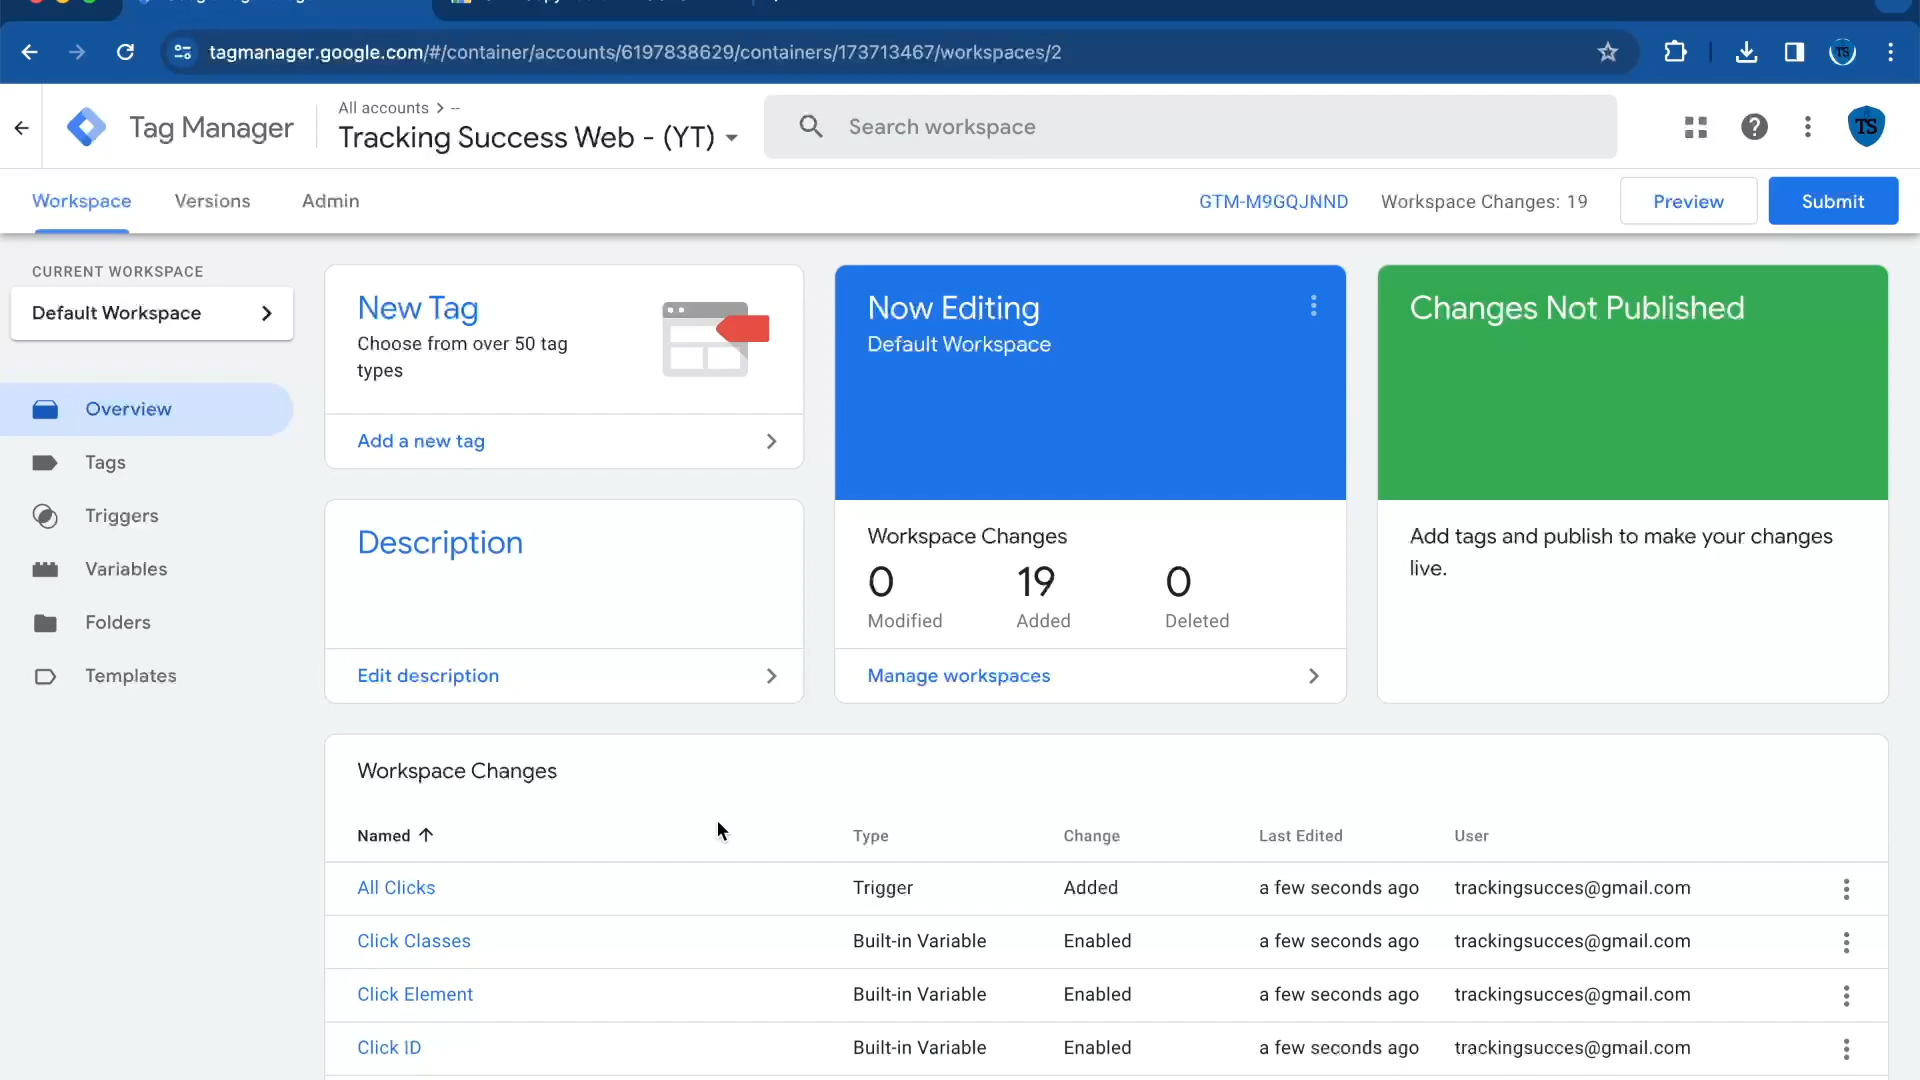 tagmanager.google.com/#/container/accounts/6197838629/containers/173713467/workspaces/2
TS
Tag Manager
All accounts > --
Tracking Success Web - (YT)
Search workspace
TS
Workspace
Versions
Admin
GTM-M9GQJNND
Workspace Changes: 19
Preview
Submit
CURRENT WORKSPACE
Default Workspace
Overview
Tags
Triggers
Variables
Folders
Templates
New Tag
Choose from over 50 tag
types
Add a new tag
Description
Edit description
Now Editing
Default Workspace
Workspace Changes
0 19 0
Modified Added Deleted
Manage workspaces
Changes Not Published
Add tags and publish to make your changes
live.
Workspace Changes
Named Type Change Last Edited User
All Clicks Trigger Added a few seconds ago trackingsucces@gmail.com
Click Classes Built-in Variable Enabled a few seconds ago trackingsucces@gmail.com
Click Element Built-in Variable Enabled a few seconds ago trackingsucces@gmail.com
Click ID Built-in Variable Enabled a few seconds ago trackingsucces@gmail.com